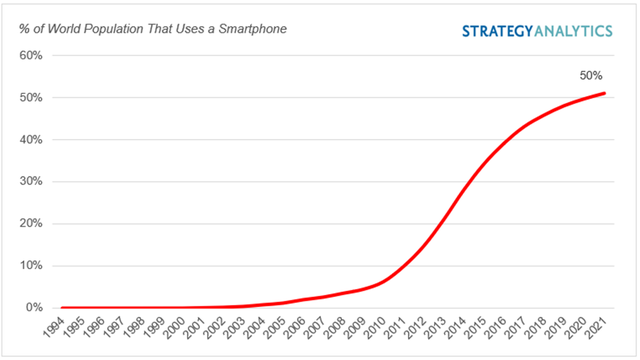 % of World Population That Uses a Smartphone
STRATEGYANALYTICS
60%
50%
50%
40%
30%
20%
10%
0%
1994 1995 1996 1997 1998 1999 2000 2001 2002 2003 2004 2005 2006 2007 2008 2009 2010 2011 2012 2013 2014 2015 2016 2017 2018 2019 2020 2021